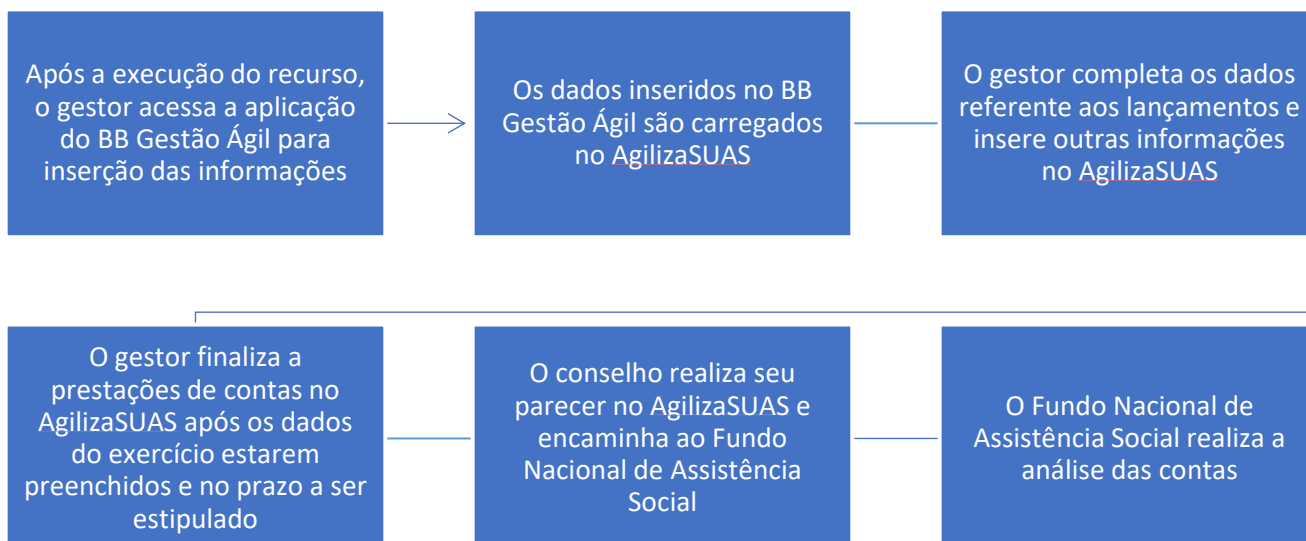 Após a execução do recurso,
o gestor acessa a aplicação
do BB Gestão Ágil para
inserção das informações
Os dados inseridos no BB
Gestão Ágil são carregados
no AgilizaSUAS
O gestor completa os dados
referente aos lançamentos e
insere outras informações
no AgilizaSUAS
O gestor finaliza a
prestações de contas no
AgilizaSUAS após os dados
do exercício estarem
preenchidos e no prazo a ser
estipulado
O conselho realiza seu
parecer no AgilizaSUAS e
encaminha ao Fundo
Nacional de Assistência
Social
O Fundo Nacional de
Assistência Social realiza a
análise das contas